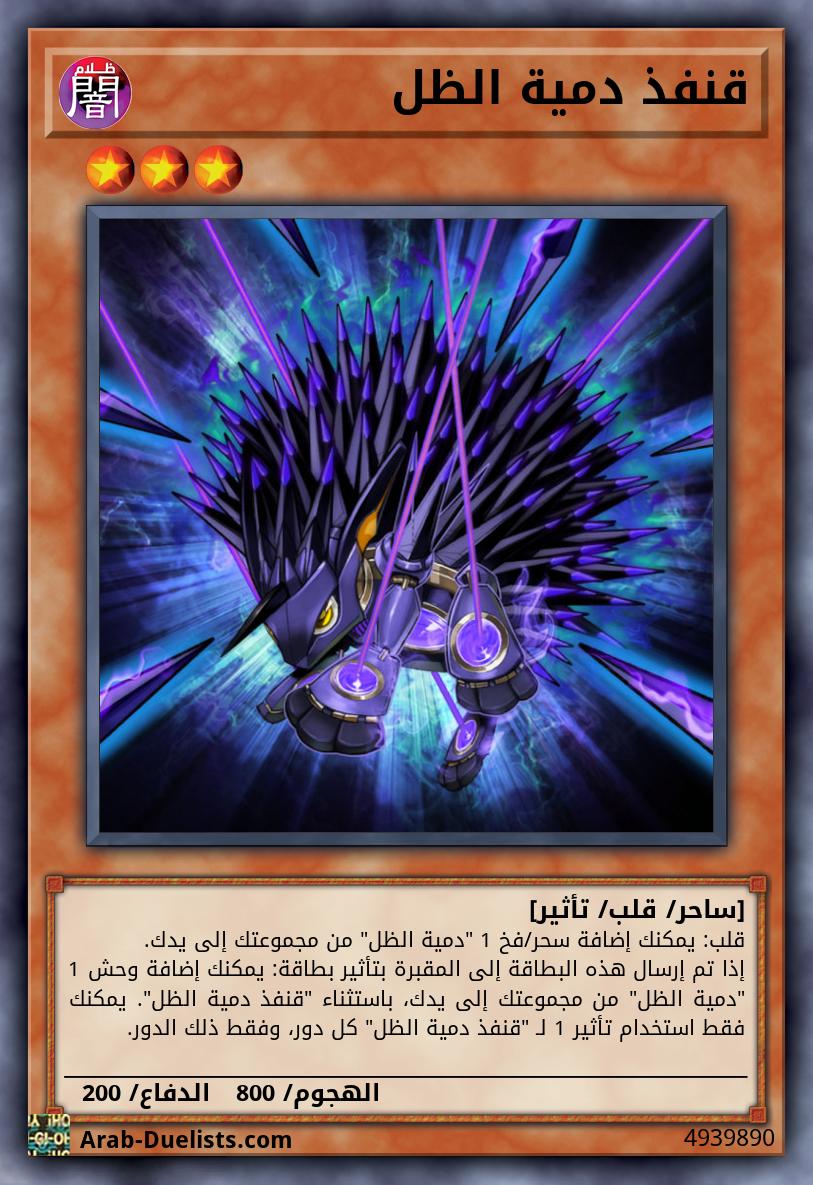 قنفذ دمية الظل
ظلام
闇
[ساحر/ قلب/ تأثير]
قلب: يمكنك إضافة سحر/فخ 1 "دمية الظل" من مجموعتك إلى يدك.
إذا تم إرسال هذه البطاقة إلى المقبرة بتأثير بطاقة: يمكنك إضافة وحش 1
"دمية الظل" من مجموعتك إلى يدك، باستثناء "قنفذ دمية الظل". يمكنك
فقط استخدام تأثير 1 لـ "قنفذ دمية الظل" كل دور، وفقط ذلك الدور.
الهجوم/ 800 الدفاع/ 200
Arab-Duelists.com
4939890